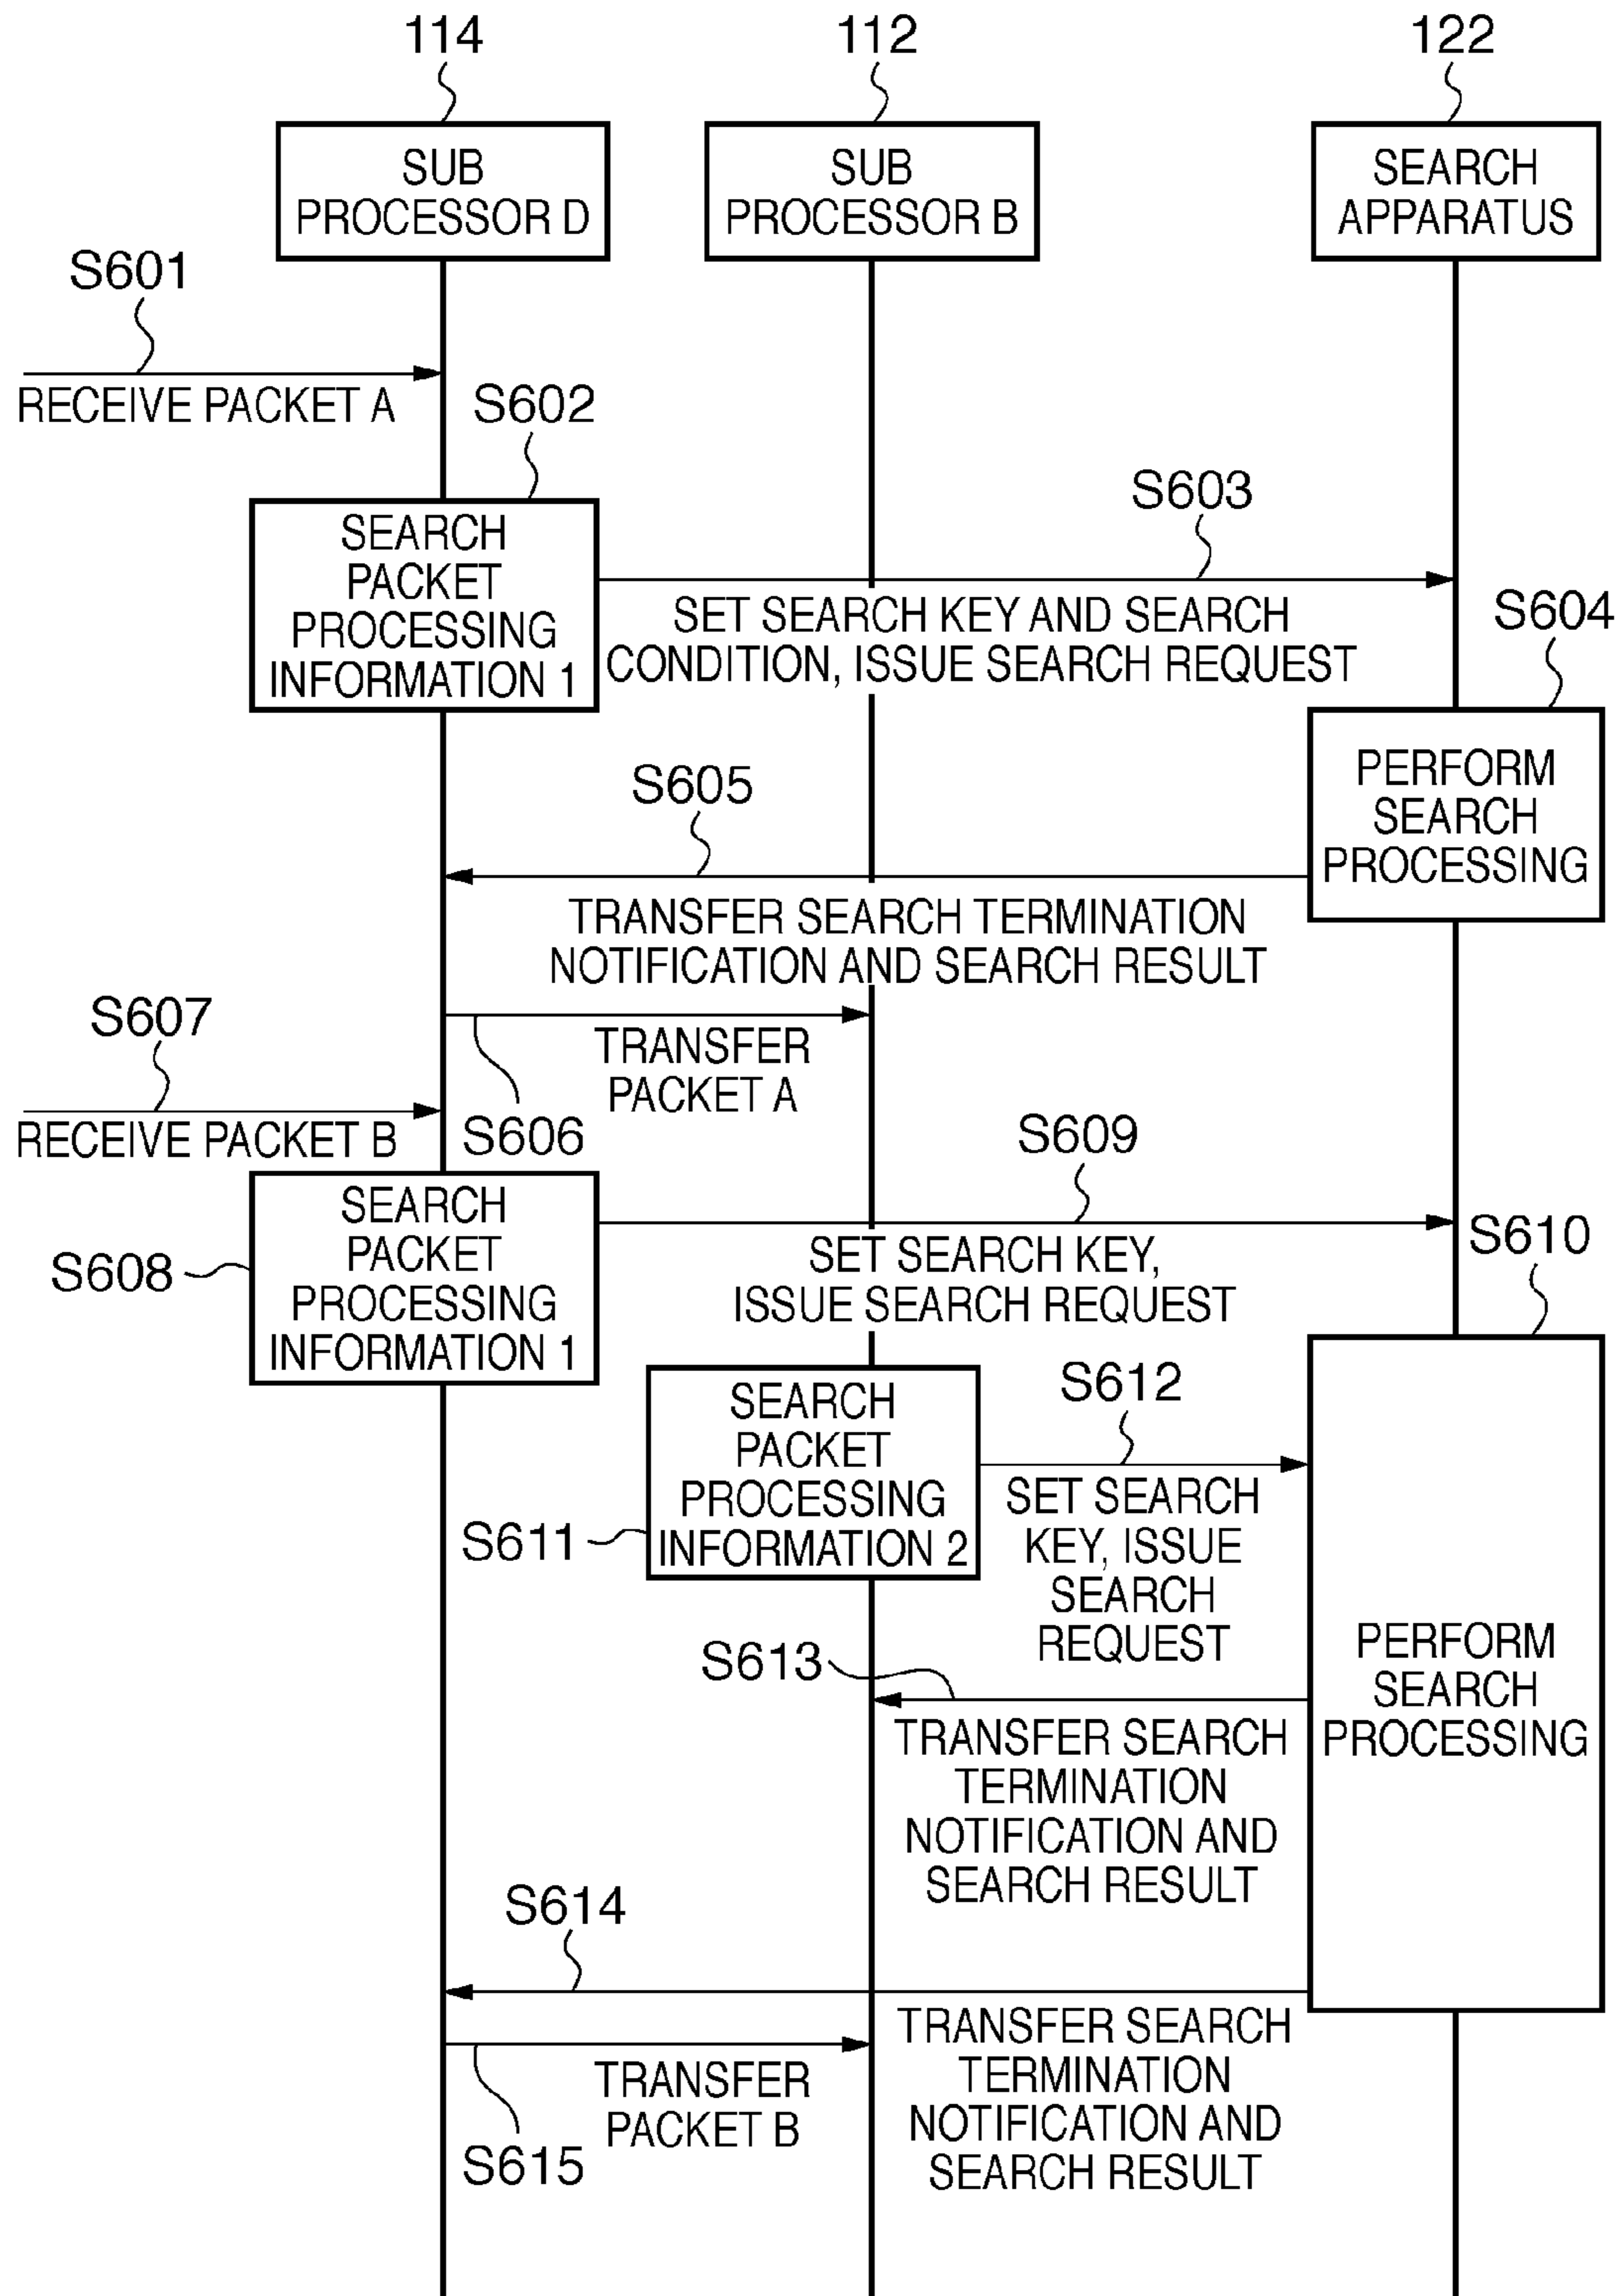 114
112
122
SUB
PROCESSOR D
SUB
PROCESSOR B
SEARCH
APPARATUS
S601
RECEIVE PACKET A
S602
SEARCH
PACKET
PROCESSING
INFORMATION 1
S603
SET SEARCH KEY AND SEARCH
CONDITION, ISSUE SEARCH REQUEST
S604
PERFORM
SEARCH
PROCESSING
S605
TRANSFER SEARCH TERMINATION
NOTIFICATION AND SEARCH RESULT
S606
TRANSFER
PACKET A
S607
RECEIVE PACKET B
S608
SEARCH
PACKET
PROCESSING
INFORMATION 1
S609
SET SEARCH KEY,
ISSUE SEARCH REQUEST
S610
PERFORM
SEARCH
PROCESSING
S611
SEARCH
PACKET
PROCESSING
INFORMATION 2
S612
SET SEARCH
KEY, ISSUE
SEARCH
REQUEST
S613
TRANSFER SEARCH
TERMINATION
NOTIFICATION AND
SEARCH RESULT
S614
TRANSFER SEARCH
TERMINATION
NOTIFICATION AND
SEARCH RESULT
S615
TRANSFER
PACKET B